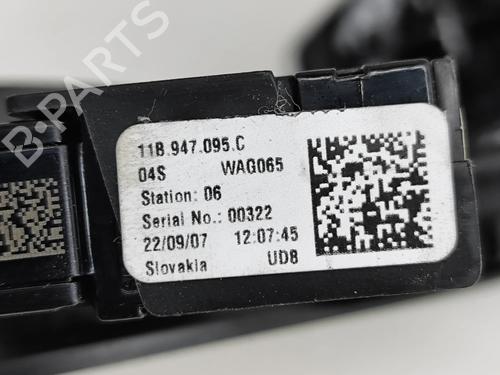 11B.947.095.C
04S WAG065
Station: 06
Serial No.: 00322
22/09/07 12:07:45
Slovakia UD8
B-PARTS